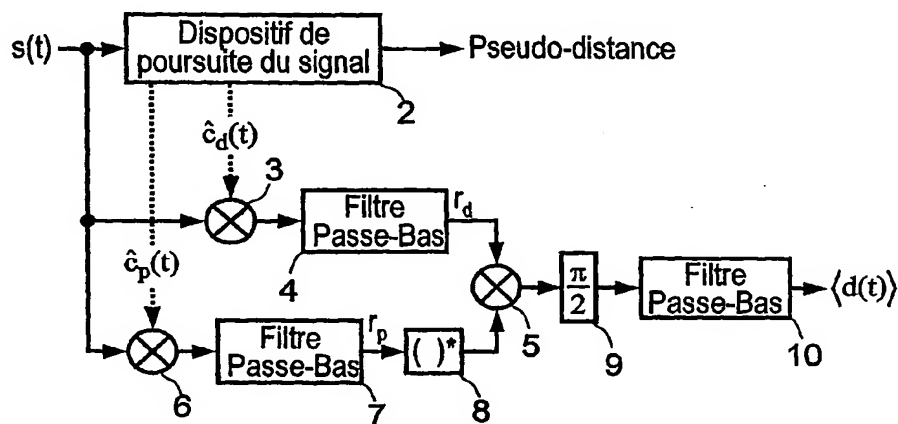 s(t)
Dispositif de
poursuite du signal
Pseudo-distance
2
ĉd(t)
3
Filtre
Passe-Bas
rd
4
ĉp(t)
5
π
2
9
Filtre
Passe-Bas
⟨d(t)⟩
10
6
Filtre
Passe-Bas
rp
7
( )*
8